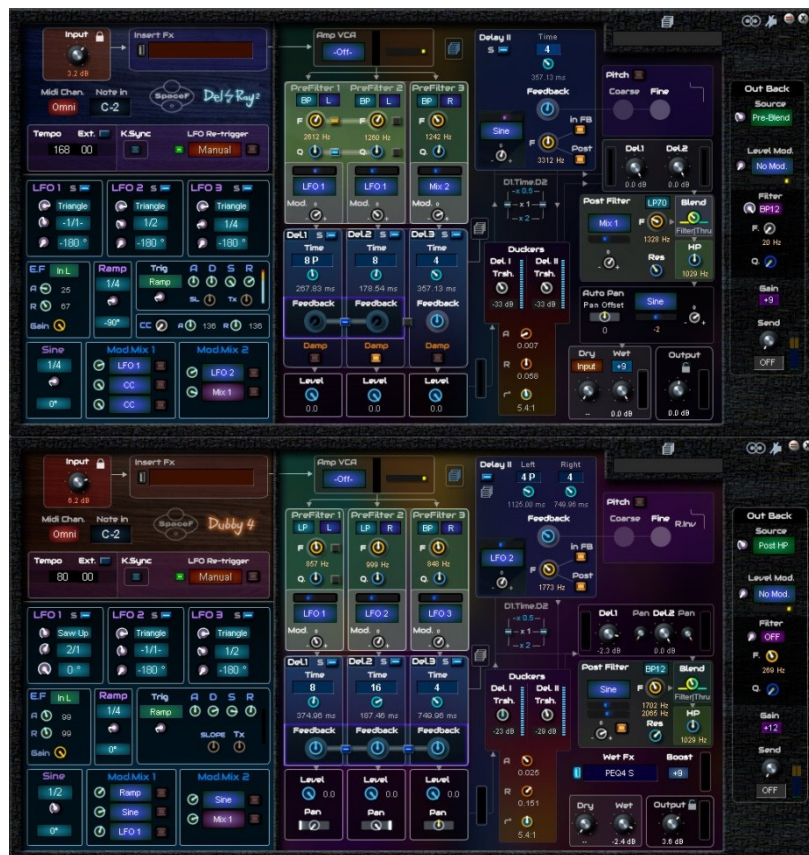 Input
3.2 dB
Insert Fx
Amp VCA
-Off-
Midi Chan. Note in
Omni C-2
SpaceF
Del Ray2
Tempo Ext. K.Sync LFO Re-trigger
168 00 Manual
LFO 1 S LFO 2 S LFO 3 S
Triangle Triangle Triangle
-1/1- 1/2 1/4
-180 ° -180 ° -180 °
E.F In L Ramp Trig A D S R
A 25 1/4 Ramp
R 67 SL Tx
Gain -90° CC A 136 R 136
Sine Mod.Mix 1 Mod.Mix 2
1/4 LFO 1 LFO 2
CC Mix 1
0° CC
PreFilter 1 PreFilter 2 PreFilter 3
BP L BP L BP R
F 2612 Hz 1260 Hz 1242 Hz
Q
LFO 1 LFO 1 Mix 2
Mod.
Del.1 S Del.2 S Del.3 S
Time Time Time
8 P 8 4
267.83 ms 178.54 ms 357.13 ms
Feedback Feedback Feedback
Damp Damp Damp
Level Level Level
0.0 0.0 0.0
Delay II Time
S 4
357.13 ms
Feedback
Sine
in FB
F
Post
3312 Hz
D1.Time.D2
-x 0.5-
-x 1-
-x 2-
Duckers
Del. I Del. II
Trsh. Trsh.
-33 dB -33 dB
A 0.007
R 0.058
5.4:1
Pitch
Coarse Fine
Del.1 Del.2
0.0 dB 0.0 dB
Post Filter LP70 Blend
Mix 1 F Filter|Thru
1328 Hz HP
Res 1029 Hz
Auto Pan
Pan Offset Sine
0 -2
Dry Wet Output
Input +9
-- 0.0 dB 0.0 dB
Out Back
Source
Pre-Blend
Level Mod.
No Mod.
Filter
BP12
F.
20 Hz
Q.
Gain
+9
Send
OFF
Input
6.2 dB
Insert Fx
Amp VCA
-Off-
Midi Chan. Note in
Omni C-2
SpaceF
Dubby 4
Tempo Ext. K.Sync LFO Re-trigger
80 00 Manual
LFO 1 S LFO 2 S LFO 3 S
Saw Up Triangle Triangle
2/1 -1/1- 1/2
0 ° -180 ° -180 °
E.F In L Ramp Trig A D S R
A 99 1/4 Ramp
R 99 SLOPE Tx
Gain 0°
Sine Mod.Mix 1 Mod.Mix 2
1/2 Ramp Sine
Sine Mix 1
0° LFO 1
PreFilter 1 PreFilter 2 PreFilter 3
LP L LP R BP R
F 857 Hz 999 Hz 848 Hz
Q.
LFO 1 LFO 2 LFO 3
Mod.
Del.1 S Del.2 S Del.3 S
Time Time Time
8 16 4
374.96 ms 187.46 ms 749.96 ms
Feedback Feedback Feedback
Level Level Level
0.0 0.0 0.0
Pan Pan Pan
Delay II Left Right
4 P 4
1125.00 ms 749.96 ms
Feedback
LFO 2
in FB
F
Post
1773 Hz
D1.Time.D2
-x 0.5-
-x 1-
-x 2-
Duckers
Del. I Del. II
Trsh. Trsh.
-23 dB -29 dB
A 0.025
R 0.151
5.4:1
Pitch
Coarse Fine R.Inv
Del.1 Pan Del.2 Pan
-2.3 dB 0.0 dB
Post Filter BP12 Blend
Sine F Filter|Thru
1702 Hz
2065 Hz HP
Res 1029 Hz
Wet Fx Boost
PEQ4 S +9
Dry Wet Output
-- -2.4 dB 3.6 dB
Out Back
Source
Post HP
Level Mod.
No Mod.
Filter
OFF
F.
269 Hz
Q.
Gain
+12
Send
OFF